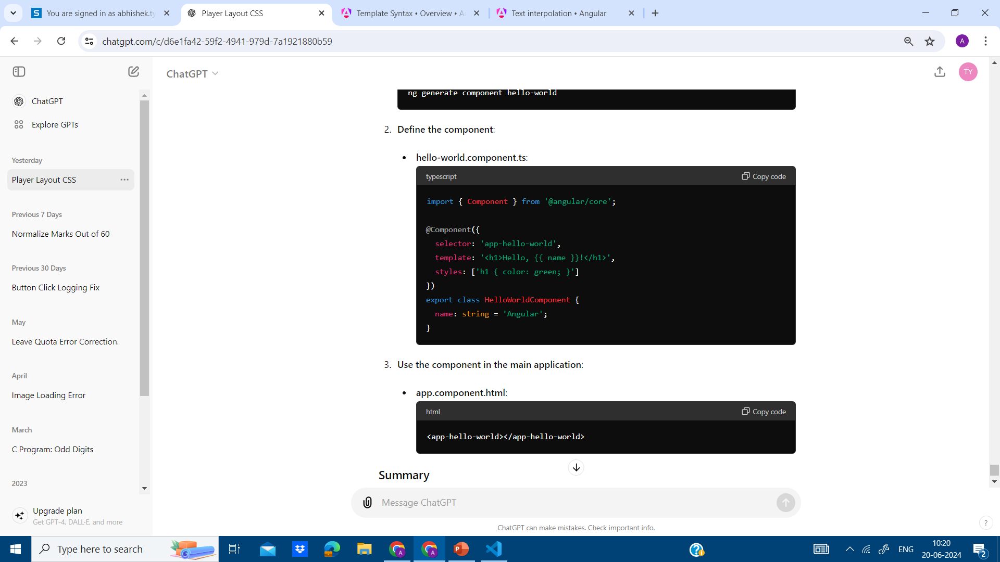 You are signed in as abhishek.ty
Player Layout CSS
Template Syntax • Overview • A
Text interpolation • Angular
chatgpt.com/c/d6e1fa42-59f2-4941-979d-7a1921880b59
A
ChatGPT
TY
ChatGPT
Explore GPTs
Yesterday
Player Layout CSS
Previous 7 Days
Normalize Marks Out of 60
Previous 30 Days
Button Click Logging Fix
May
Leave Quota Error Correction.
April
Image Loading Error
March
C Program: Odd Digits
2023
Upgrade plan
Get GPT-4, DALL·E, and more
ng generate component hello-world
2. Define the component:
• hello-world.component.ts:
typescript
Copy code
import { Component } from '@angular/core';
@Component({
selector: 'app-hello-world',
template: '<h1>Hello, {{ name }}!</h1>',
styles: ['h1 { color: green; }']
})
export class HelloWorldComponent {
name: string = 'Angular';
}
3. Use the component in the main application:
• app.component.html:
html
Copy code
<app-hello-world></app-hello-world>
Summary
Message ChatGPT
ChatGPT can make mistakes. Check important info.
?
Type here to search
ENG
10:20
20-06-2024
2